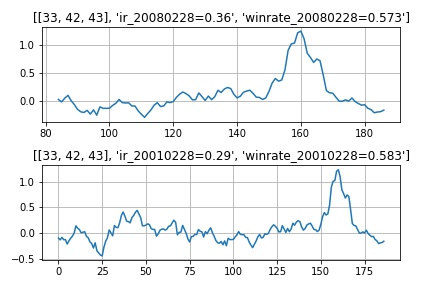 [[33, 42, 43], 'ir_20080228=0.36', 'winrate_20080228=0.573']
1.0
0.5
0.0
80 100 120 140 160 180
[[33, 42, 43], 'ir_20010228=0.29', 'winrate_20010228=0.583']
1.0
0.5
0.0
−0.5
0 25 50 75 100 125 150 175